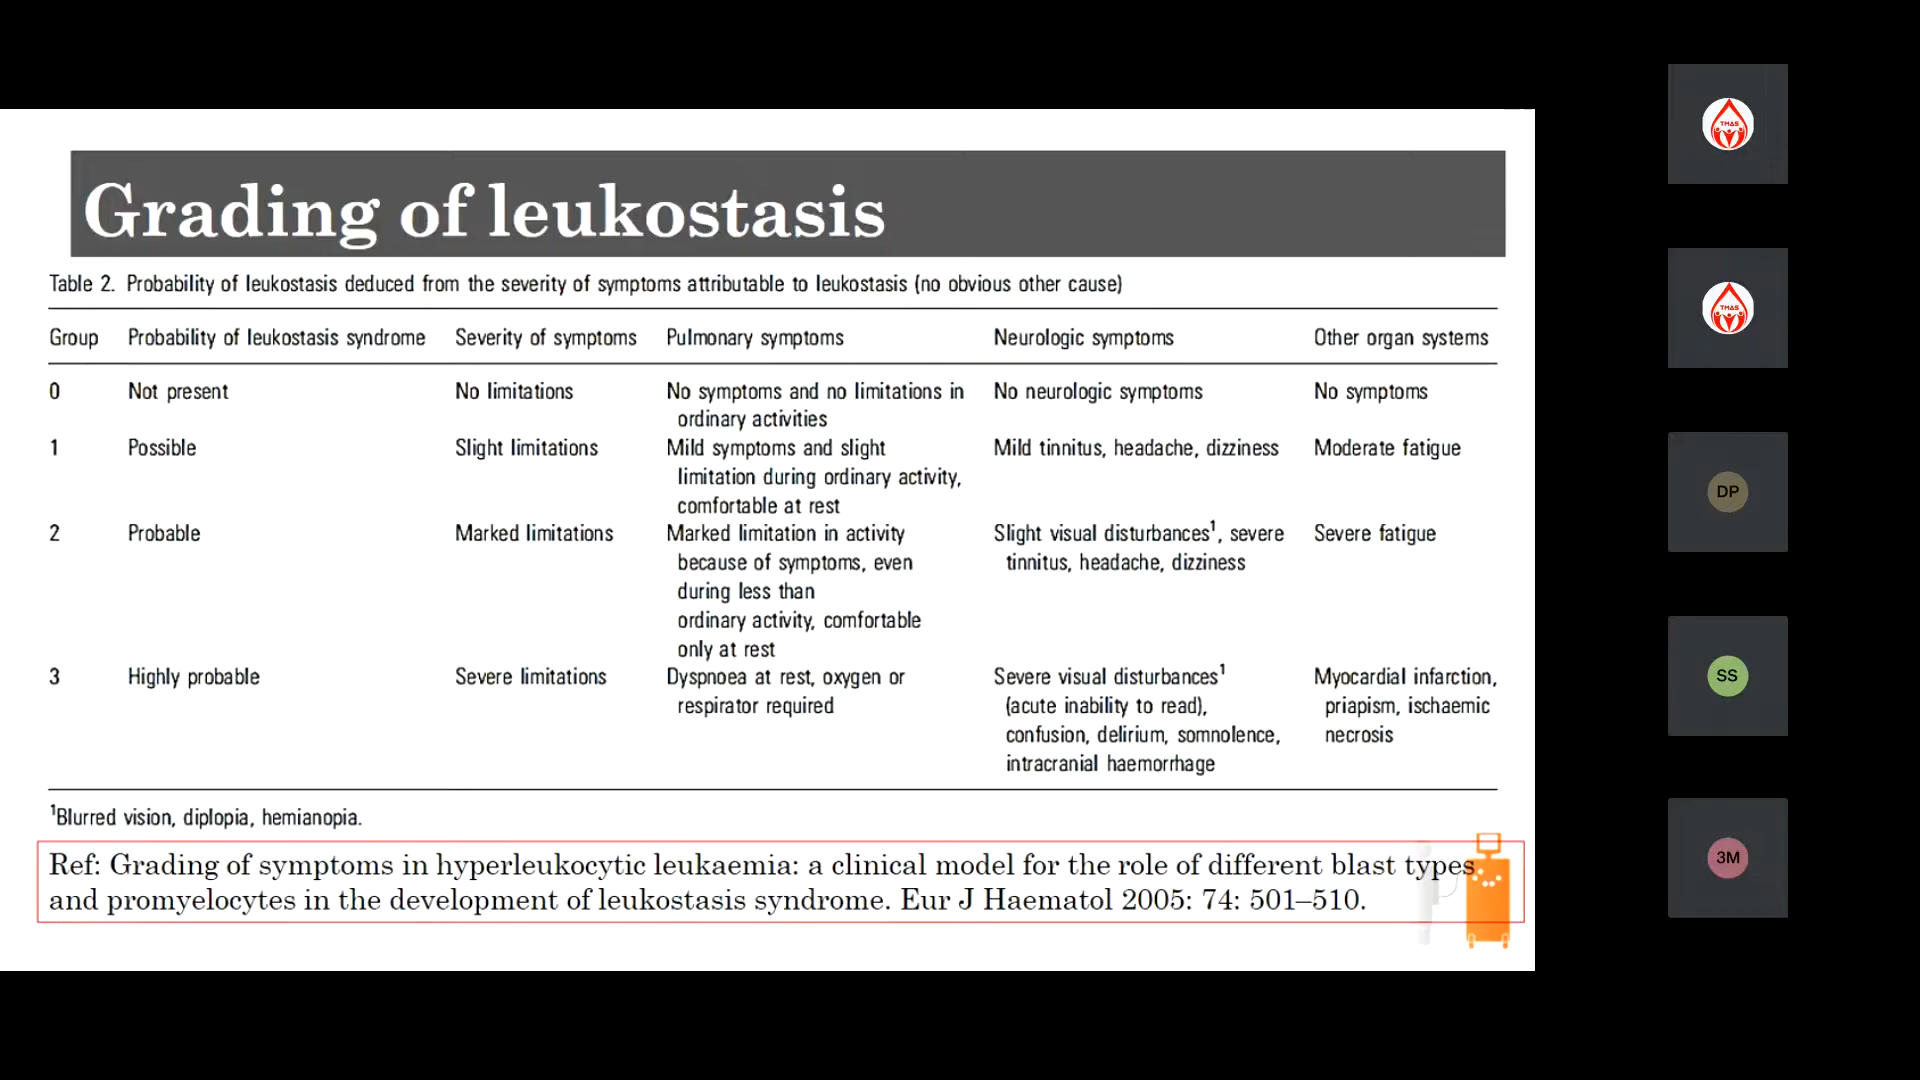 Grading of leukostasis
Table 2. Probability of leukostasis deduced from the severity of symptoms attributable to leukostasis (no obvious other cause)
Group Probability of leukostasis syndrome Severity of symptoms Pulmonary symptoms Neurologic symptoms Other organ systems
0 Not present No limitations No symptoms and no limitations in No neurologic symptoms No symptoms
ordinary activities
1 Possible Slight limitations Mild symptoms and slight Mild tinnitus, headache, dizziness Moderate fatigue
limitation during ordinary activity,
comfortable at rest
2 Probable Marked limitations Marked limitation in activity Slight visual disturbances¹, severe Severe fatigue
because of symptoms, even tinnitus, headache, dizziness
during less than
ordinary activity, comfortable
only at rest
3 Highly probable Severe limitations Dyspnoea at rest, oxygen or Severe visual disturbances¹ Myocardial infarction,
respirator required (acute inability to read), priapism, ischaemic
confusion, delirium, somnolence, necrosis
intracranial haemorrhage
¹Blurred vision, diplopia, hemianopia.
Ref: Grading of symptoms in hyperleukocytic leukaemia: a clinical model for the role of different blast types
and promyelocytes in the development of leukostasis syndrome. Eur J Haematol 2005: 74: 501–510.
TMAS
TMAS
DP
SS
3M